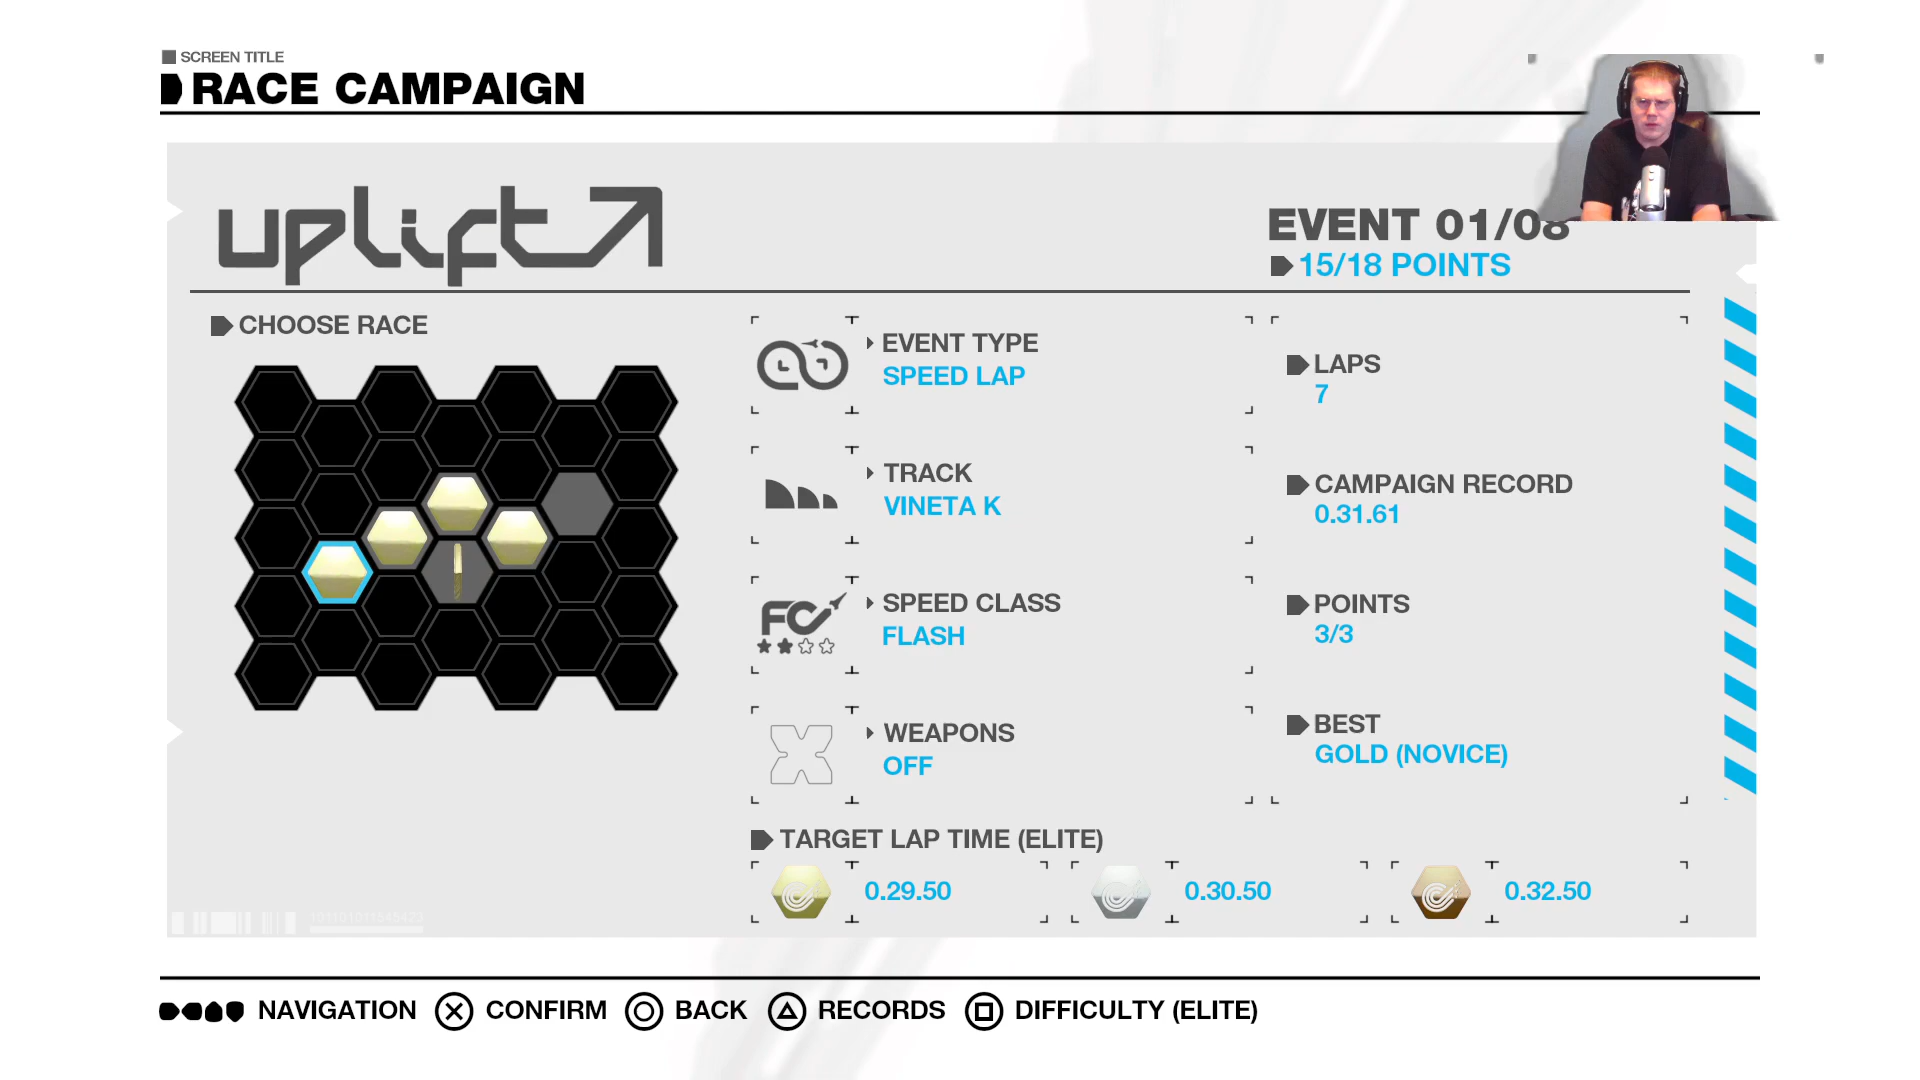 SCREEN TITLE
RACE CAMPAIGN
uplift
EVENT 01/08
15/18 POINTS
CHOOSE RACE
EVENT TYPE
SPEED LAP
TRACK
VINETA K
FC
SPEED CLASS
FLASH
WEAPONS
OFF
LAPS
7
CAMPAIGN RECORD
0.31.61
POINTS
3/3
BEST
GOLD (NOVICE)
TARGET LAP TIME (ELITE)
0.29.50
0.30.50
0.32.50
NAVIGATION
CONFIRM
BACK
RECORDS
DIFFICULTY (ELITE)